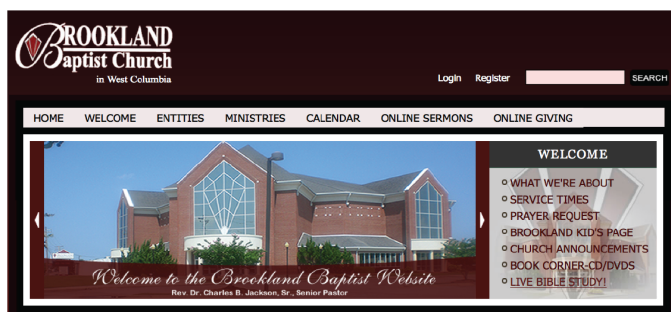 BROOKLAND
Baptist Church
in West Columbia
Login Register SEARCH
HOME WELCOME ENTITIES MINISTRIES CALENDAR ONLINE SERMONS ONLINE GIVING
WELCOME
WHAT WE'RE ABOUT
SERVICE TIMES
PRAYER REQUEST
BROOKLAND KID'S PAGE
CHURCH ANNOUNCEMENTS
BOOK CORNER-CD/DVDS
LIVE BIBLE STUDY!
Welcome to the Brookland Baptist Website
Rev. Dr. Charles B. Jackson, Sr., Senior Pastor